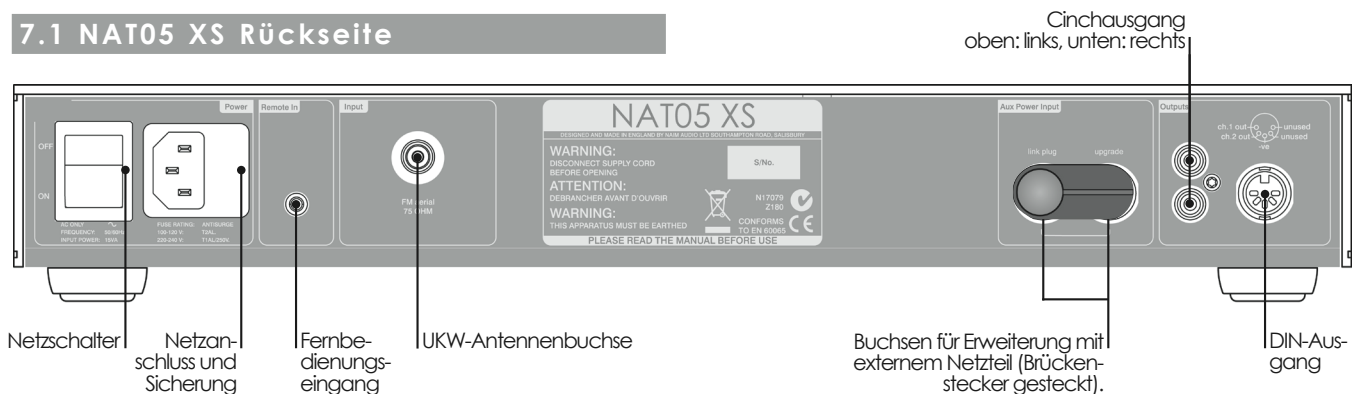 7.1 NAT05 XS Rückseite
Cinchausgang
oben: links, unten: rechts
Power
Remote In
Input
Aux Power Input
Outputs
OFF
ON
AC ONLY
FREQUENCY: 50/60Hz
INPUT POWER: 15VA
FUSE RATING: ANTISURGE
100-120 V: T2AL.
220-240 V: T1AL/250V.
FM aerial
75 OHM
NAT05 XS
DESIGNED AND MADE IN ENGLAND BY NAIM AUDIO LTD SOUTHAMPTON ROAD, SALISBURY
WARNING:
DISCONNECT SUPPLY CORD
BEFORE OPENING
ATTENTION:
DEBRANCHER AVANT D'OUVRIR
WARNING:
THIS APPARATUS MUST BE EARTHED
S/No.
N17079
Z180
CONFORMS
TO EN 60065
CE
PLEASE READ THE MANUAL BEFORE USE
link plug
upgrade
ch.1 out
unused
ch.2 out
unused
-ve
Netzschalter
Netzan-
schluss und
Sicherung
Fernbe-
dienungs-
eingang
UKW-Antennenbuchse
Buchsen für Erweiterung mit
externem Netzteil (Brücken-
stecker gesteckt).
DIN-Aus-
gang